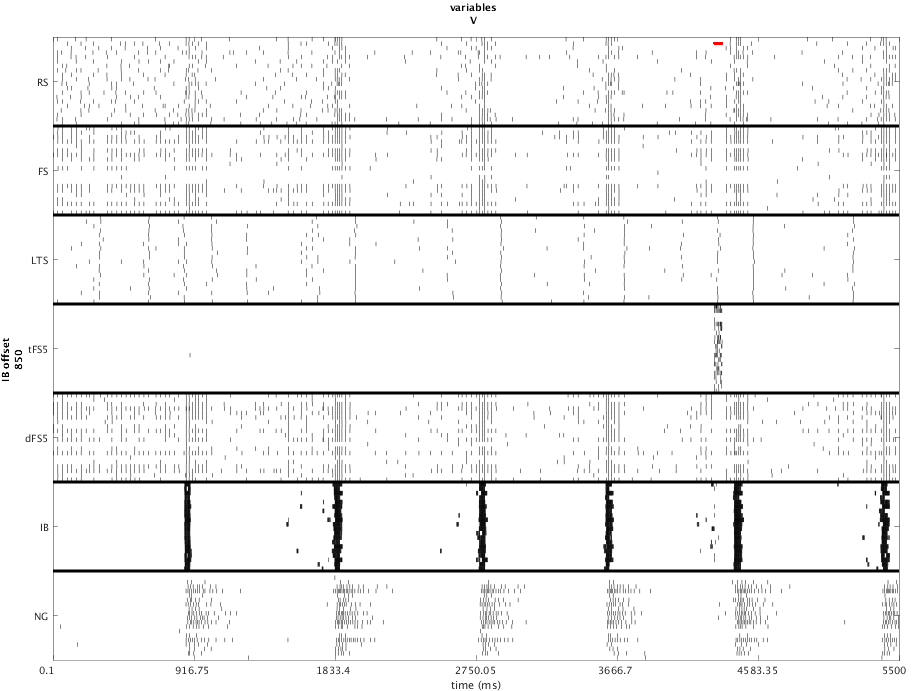 variables
V
RS
FS
LTS
tFS5
dFS5
IB
NG
IB offset
850
0.1
916.75
1833.4
2750.05
3666.7
4583.35
5500
time (ms)